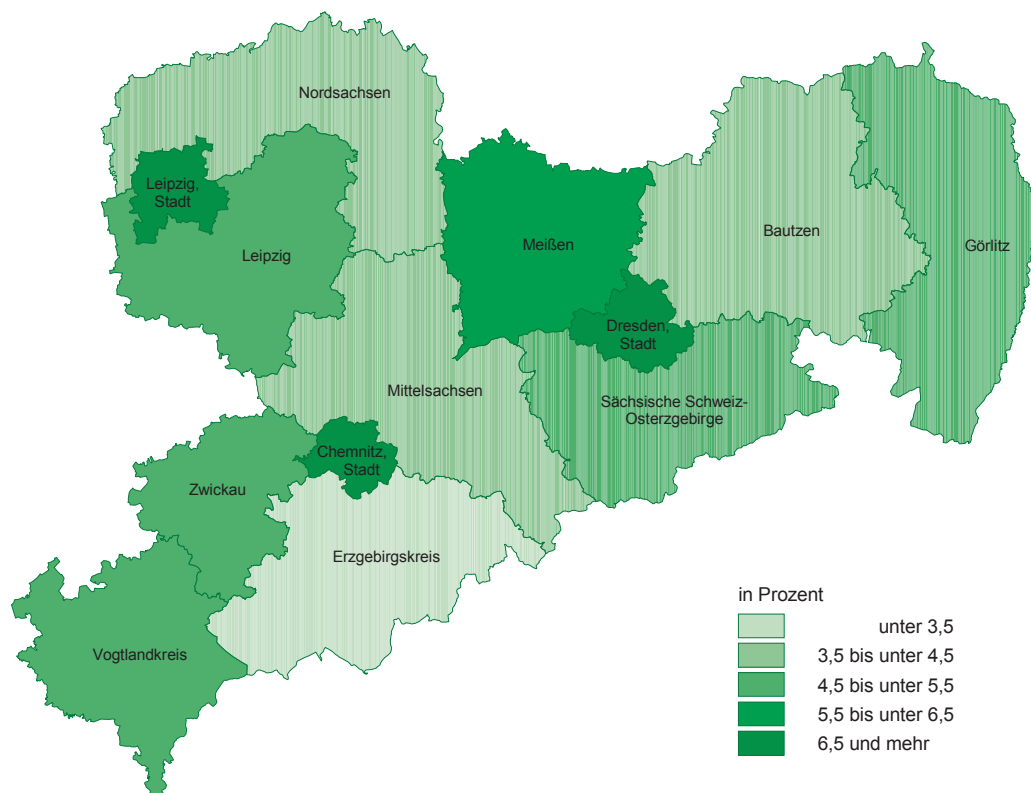 Nordsachsen
Leipzig,
Stadt
Leipzig
Meißen
Bautzen
Görlitz
Dresden,
Stadt
Mittelsachsen
Sächsische Schweiz-
Osterzgebirge
Chemnitz,
Stadt
Zwickau
Erzgebirgskreis
Vogtlandkreis
in Prozent
unter 3,5
3,5 bis unter 4,5
4,5 bis unter 5,5
5,5 bis unter 6,5
6,5 und mehr